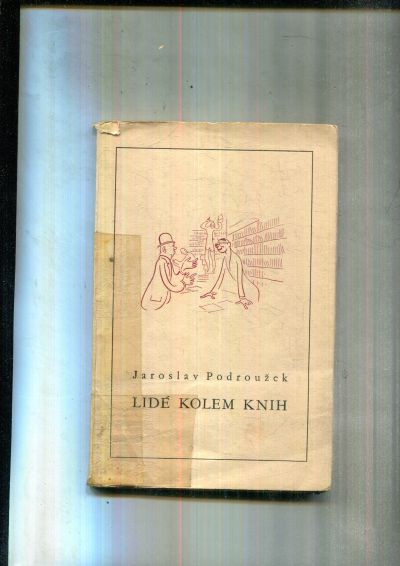 Jaroslav Podroužek
LIDÉ KOLEM KNIH